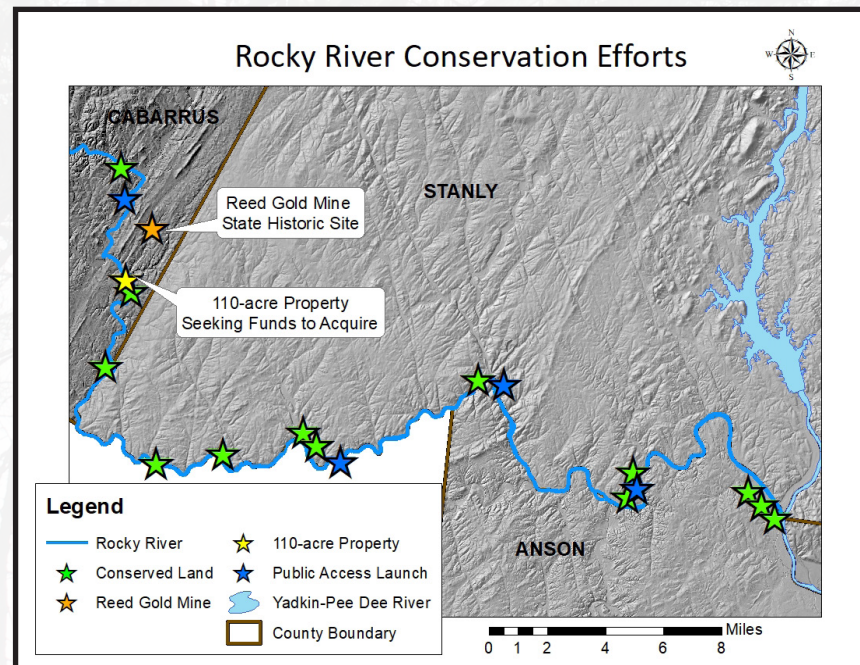 Rocky River Conservation Efforts
N
W
E
S
CABARRUS
STANLY
Reed Gold Mine
State Historic Site
110-acre Property
Seeking Funds to Acquire
ANSON
Legend
Rocky River
110-acre Property
Conserved Land
Public Access Launch
Reed Gold Mine
Yadkin-Pee Dee River
County Boundary
Miles
0 1 2 4 6 8